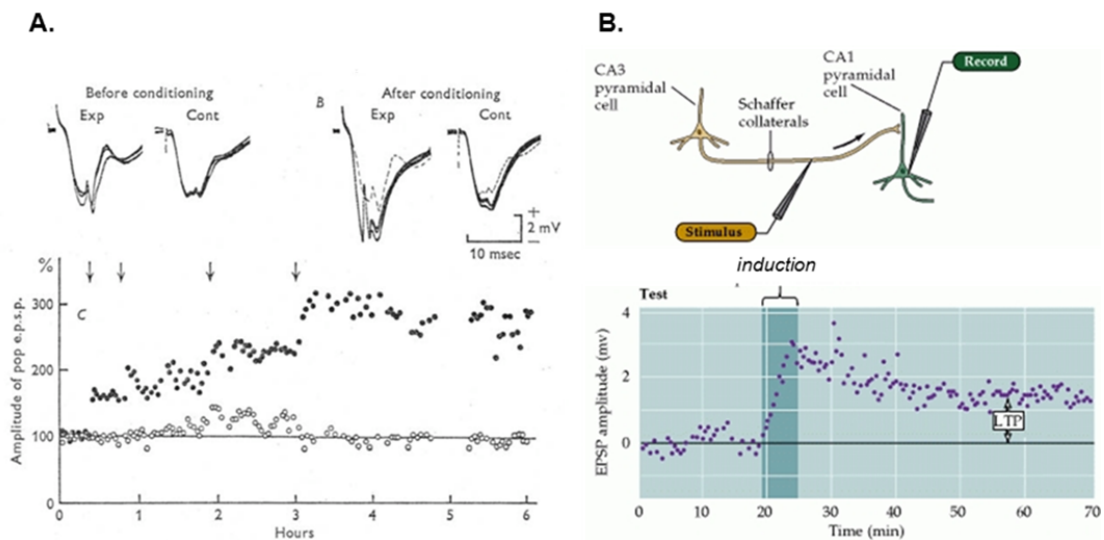 A.
Before conditioning
Exp
Cont
B
After conditioning
Exp
Cont
+
2 mV
−
10 msec
%
300
200
100
0
C
Amplitude of pop e.p.s.p.
0
1
2
3
4
5
6
Hours
B.
CA3
pyramidal
cell
Schaffer
collaterals
CA1
pyramidal
cell
Record
Stimulus
induction
Test
4
2
0
EPSP amplitude (mv)
LTP
0
10
20
30
40
50
60
70
Time (min)